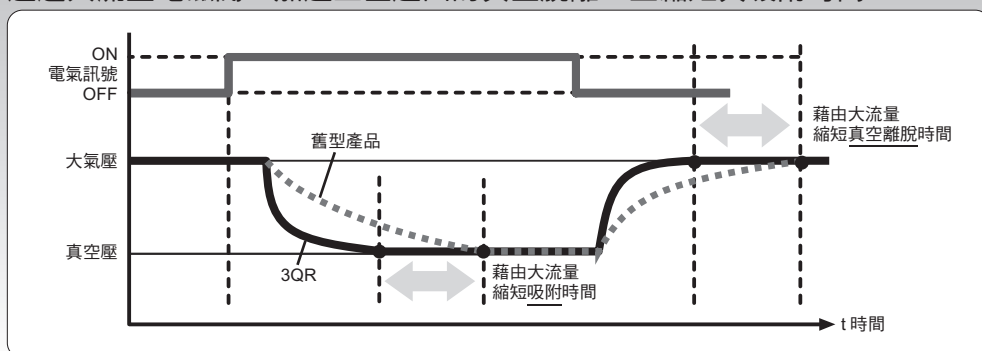 ON
電氣訊號
OFF
藉由大流量
縮短真空離脫時間
舊型產品
大氣壓
真空壓
3QR
藉由大流量
縮短吸附時間
t 時間